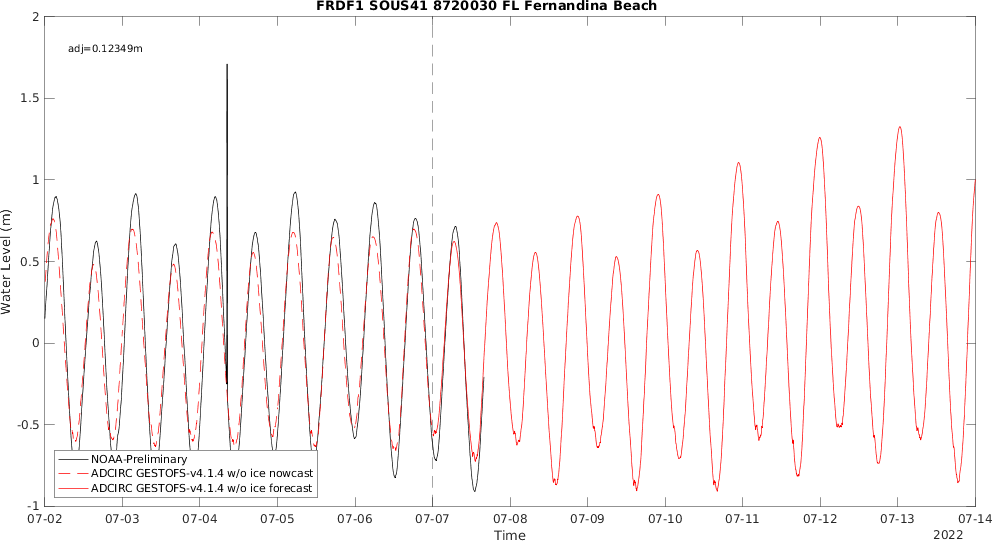 FRDF1 SOUS41 8720030 FL Fernandina Beach
adj=0.12349m
2
1.5
1
0.5
0
-0.5
-1
Water Level (m)
NOAA-Preliminary
ADCIRC GESTOFS-v4.1.4 w/o ice nowcast
ADCIRC GESTOFS-v4.1.4 w/o ice forecast
07-02 07-03 07-04 07-05 07-06 07-07 07-08 07-09 07-10 07-11 07-12 07-13 07-14
Time
2022